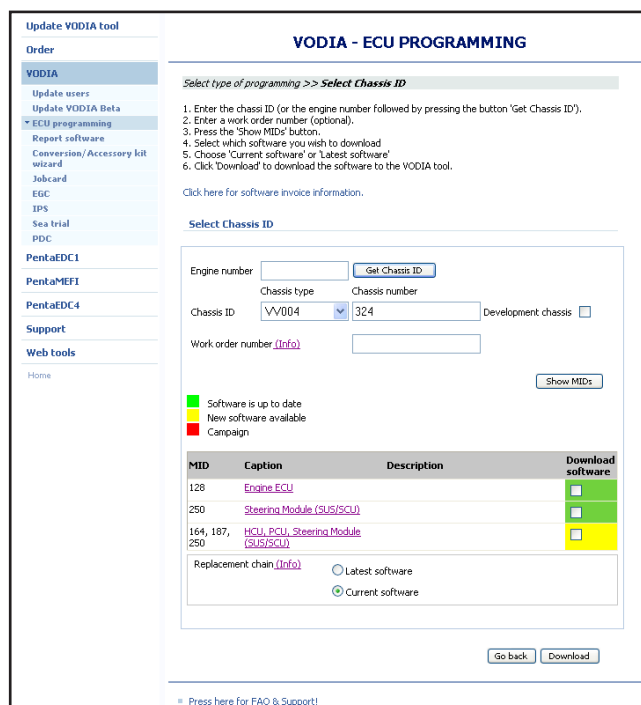 Update VODIA tool
Order
VODIA
Update users
Update VODIA Beta
ECU programming
Report software
Conversion/Accessory kit
wizard
Jobcard
EGC
IPS
Sea trial
PDC
PentaEDC1
PentaMEFI
PentaEDC4
Support
Web tools
Home
VODIA - ECU PROGRAMMING
Select type of programming >> Select Chassis ID
1. Enter the chassi ID (or the engine number followed by pressing the button 'Get Chassis ID').
2. Enter a work order number (optional).
3. Press the 'Show MIDs' button.
4. Select which software you wish to download
5. Choose 'Current software' or 'Latest software'
6. Click 'Download' to download the software to the VODIA tool.
Click here for software invoice information.
Select Chassis ID
Engine number Get Chassis ID
Chassis type Chassis number
Chassis ID VV004 324 Development chassis
Work order number (Info)
Show MIDs
Software is up to date
New software available
Campaign
MID Caption Description Download
software
128 Engine ECU
250 Steering Module (SUS/SCU)
164, 187, HCU, PCU, Steering Module
250 (SUS/SCU)
Replacement chain (Info) Latest software
Current software
Go back Download
Press here for FAQ & Support!